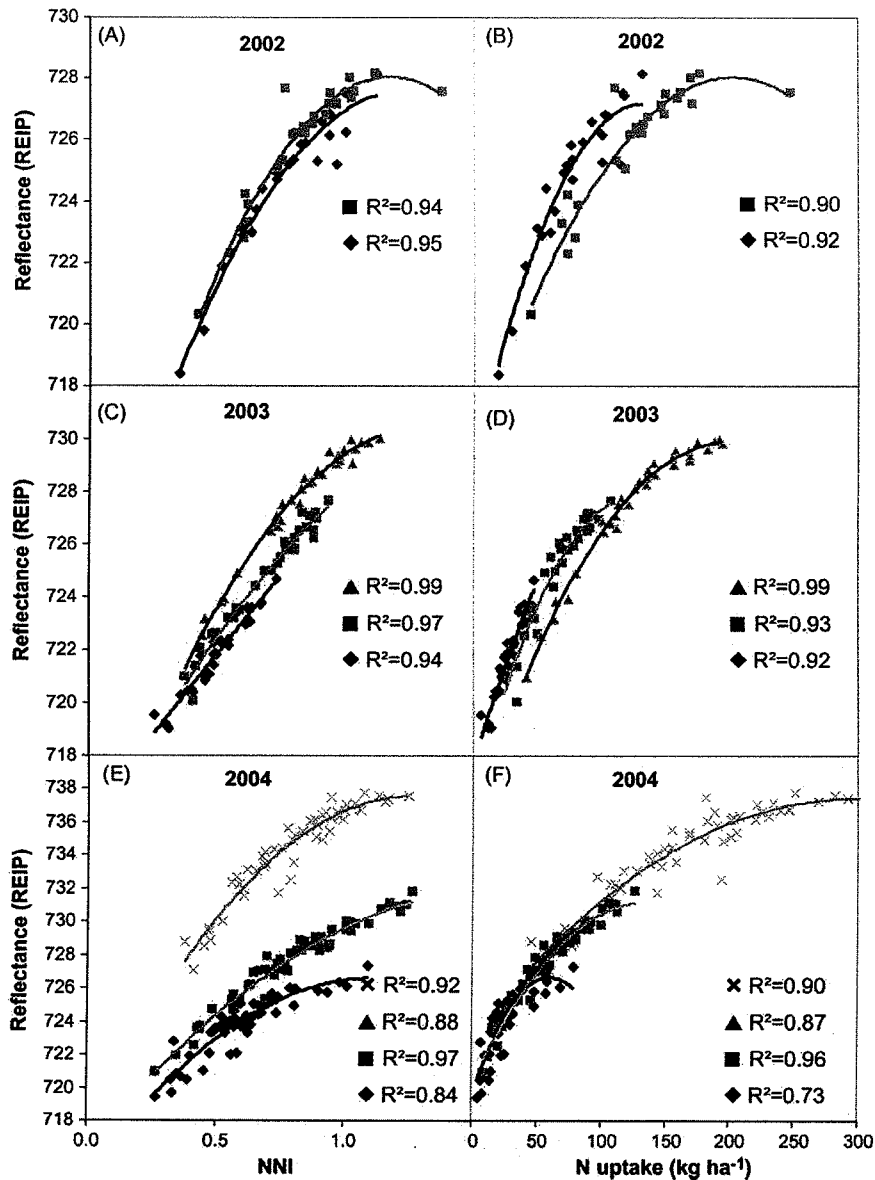 (A)
2002
(B)
2002
Reflectance (REIP)
728
726
724
722
720
718
R²=0.94
R²=0.95
R²=0.90
R²=0.92
(C)
2003
(D)
2003
Reflectance (REIP)
730
728
726
724
722
720
718
R²=0.99
R²=0.97
R²=0.94
R²=0.99
R²=0.93
R²=0.92
(E)
2004
(F)
2004
Reflectance (REIP)
738
736
734
732
730
728
726
724
722
720
718
R²=0.92
R²=0.88
R²=0.97
R²=0.84
R²=0.90
R²=0.87
R²=0.96
R²=0.73
0.0 0.5 1.0
0 50 100 150 200 250 300
NNI
N uptake (kg ha⁻¹)